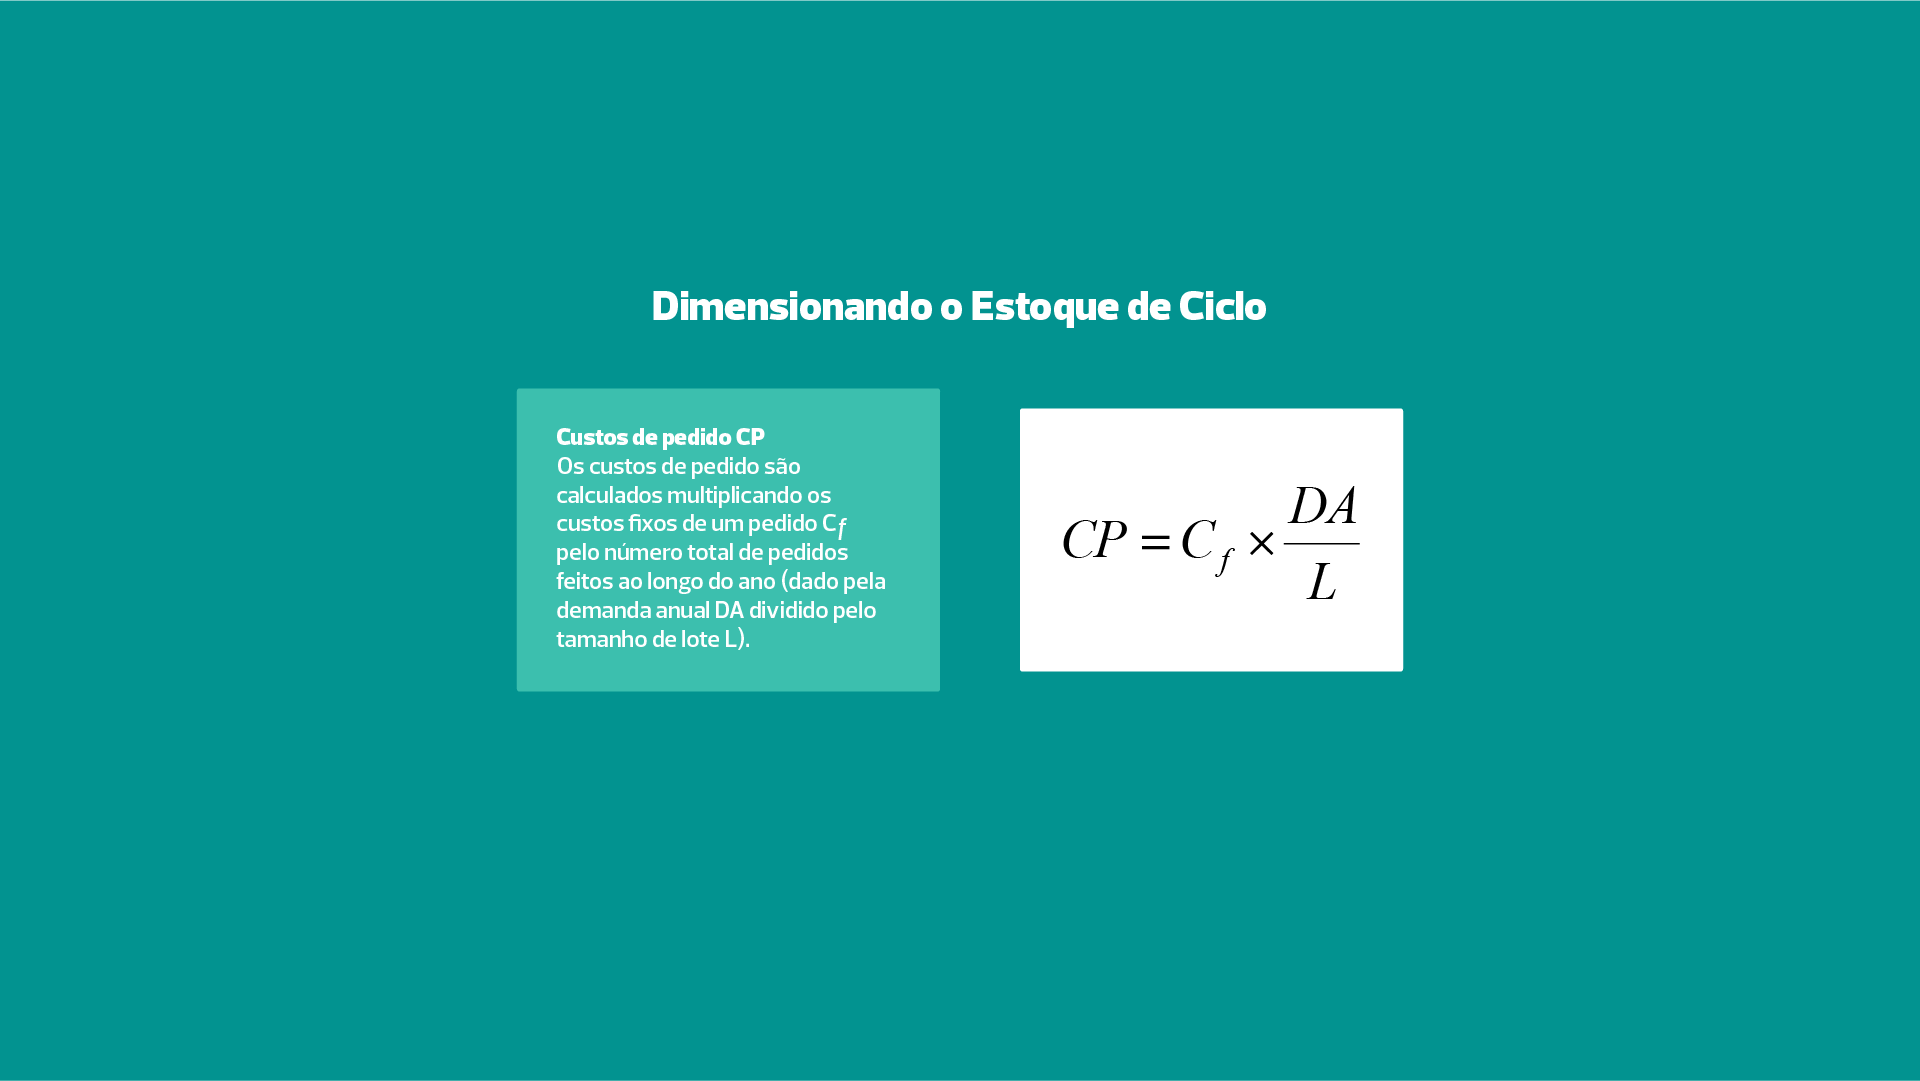 Dimensionando o Estoque de Ciclo
Custos de pedido CP
Os custos de pedido são
calculados multiplicando os
custos fixos de um pedido C_f
pelo número total de pedidos
feitos ao longo do ano (dado pela
demanda anual DA dividido pelo
tamanho de lote L).
CP = C_f × DA / L